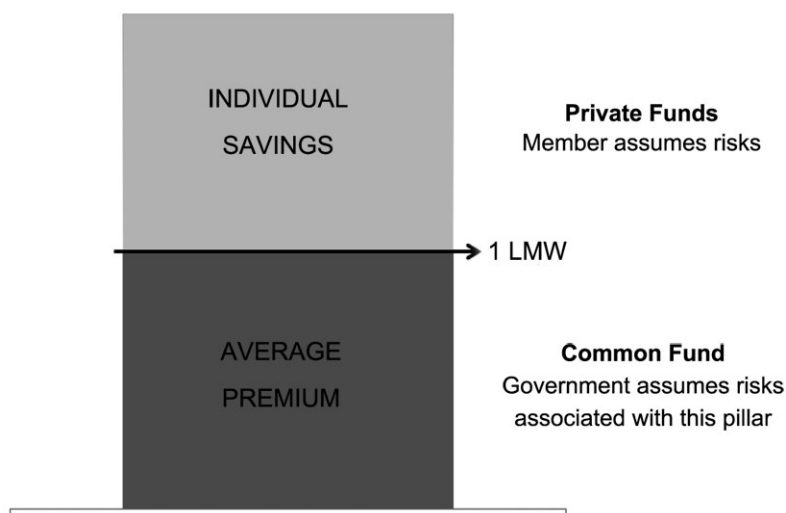 INDIVIDUAL
SAVINGS
Private Funds
Member assumes risks
1 LMW
AVERAGE
PREMIUM
Common Fund
Government assumes risks
associated with this pillar